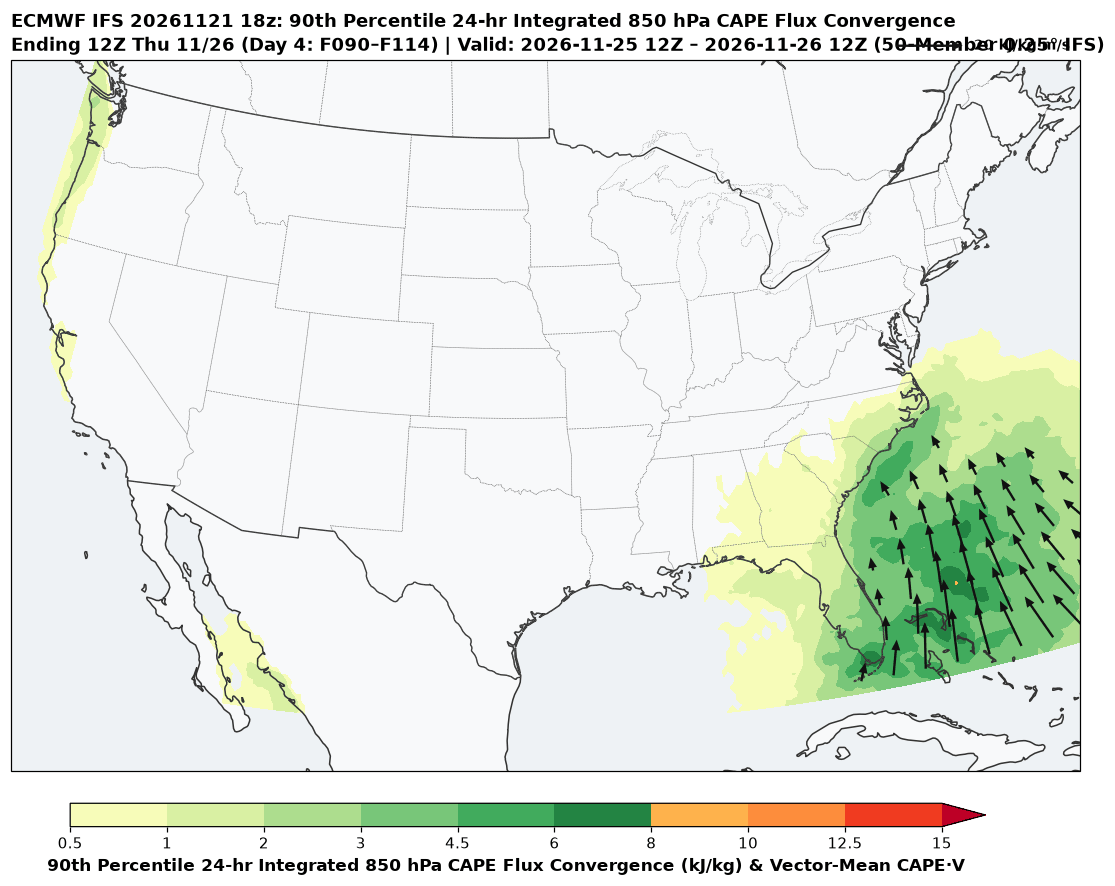 ECMWF IFS 20261121 18z: 90th Percentile 24-hr Integrated 850 hPa CAPE Flux Convergence
Ending 12Z Thu 11/26 (Day 4: F090–F114) | Valid: 2026-11-25 12Z – 2026-11-26 12Z (50-Member 0.25° IFS)
0.5 1 2 3 4.5 6 8 10 12.5 15
90th Percentile 24-hr Integrated 850 hPa CAPE Flux Convergence (kJ/kg) & Vector-Mean CAPE·V